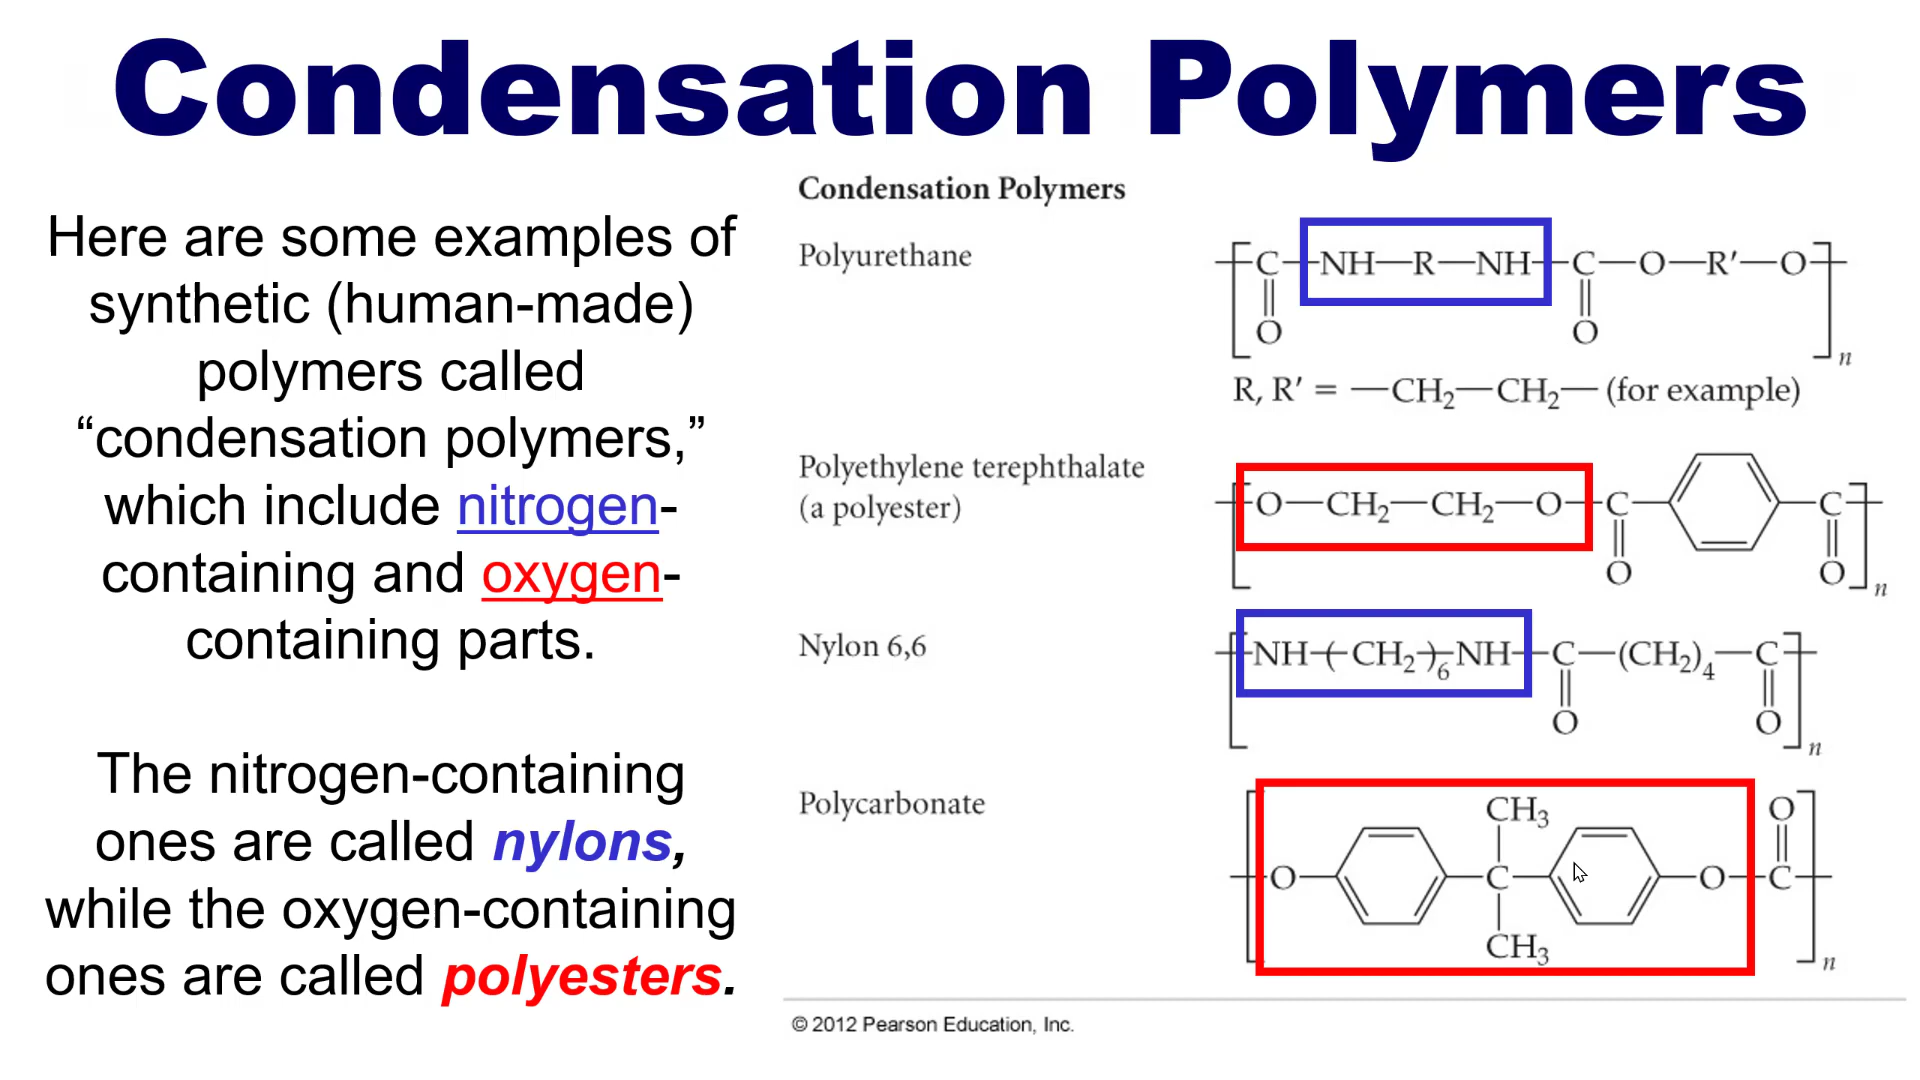 Condensation Polymers
Here are some examples of
synthetic (human-made)
polymers called
“condensation polymers,”
which include nitrogen-
containing and oxygen-
containing parts.
The nitrogen-containing
ones are called nylons,
while the oxygen-containing
ones are called polyesters.
Condensation Polymers
Polyurethane
C—NH—R—NH—C—O—R′—O
O O
n
R, R′ = —CH₂—CH₂— (for example)
Polyethylene terephthalate
(a polyester)
O—CH₂—CH₂—O—C C
O O
n
Nylon 6,6
NH—(CH₂)₆NH—C—(CH₂)₄—C
O O
n
Polycarbonate
CH₃ O
O C O—C
CH₃
n
© 2012 Pearson Education, Inc.